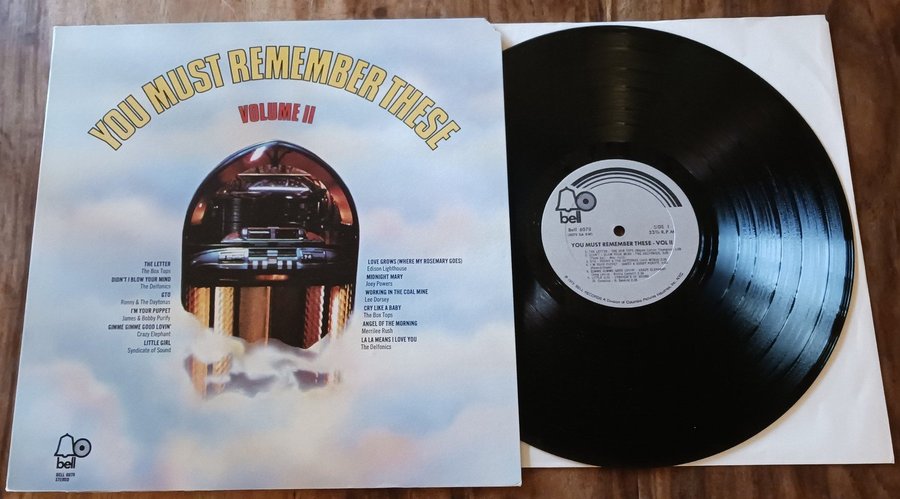 YOU MUST REMEMBER THESE
VOLUME II
THE LETTER
The Box Tops
DIDN'T I BLOW YOUR MIND
The Delfonics
GTO
Ronny & The Daytonas
I'M YOUR PUPPET
James & Bobby Purify
GIMME GIMME GOOD LOVIN'
Crazy Elephant
LITTLE GIRL
Syndicate of Sound
LOVE GROWS (WHERE MY ROSEMARY GOES)
Edison Lighthouse
MIDNIGHT MARY
Joey Powers
WORKING IN THE COAL MINE
Lee Dorsey
CRY LIKE A BABY
The Box Tops
ANGEL OF THE MORNING
Merrilee Rush
LA LA MEANS I LOVE YOU
The Delfonics
bell
BELL 6070
STEREO
bell
Bell 6070
SIDE 1
33⅓ R.P.M.
YOU MUST REMEMBER THESE - VOL II